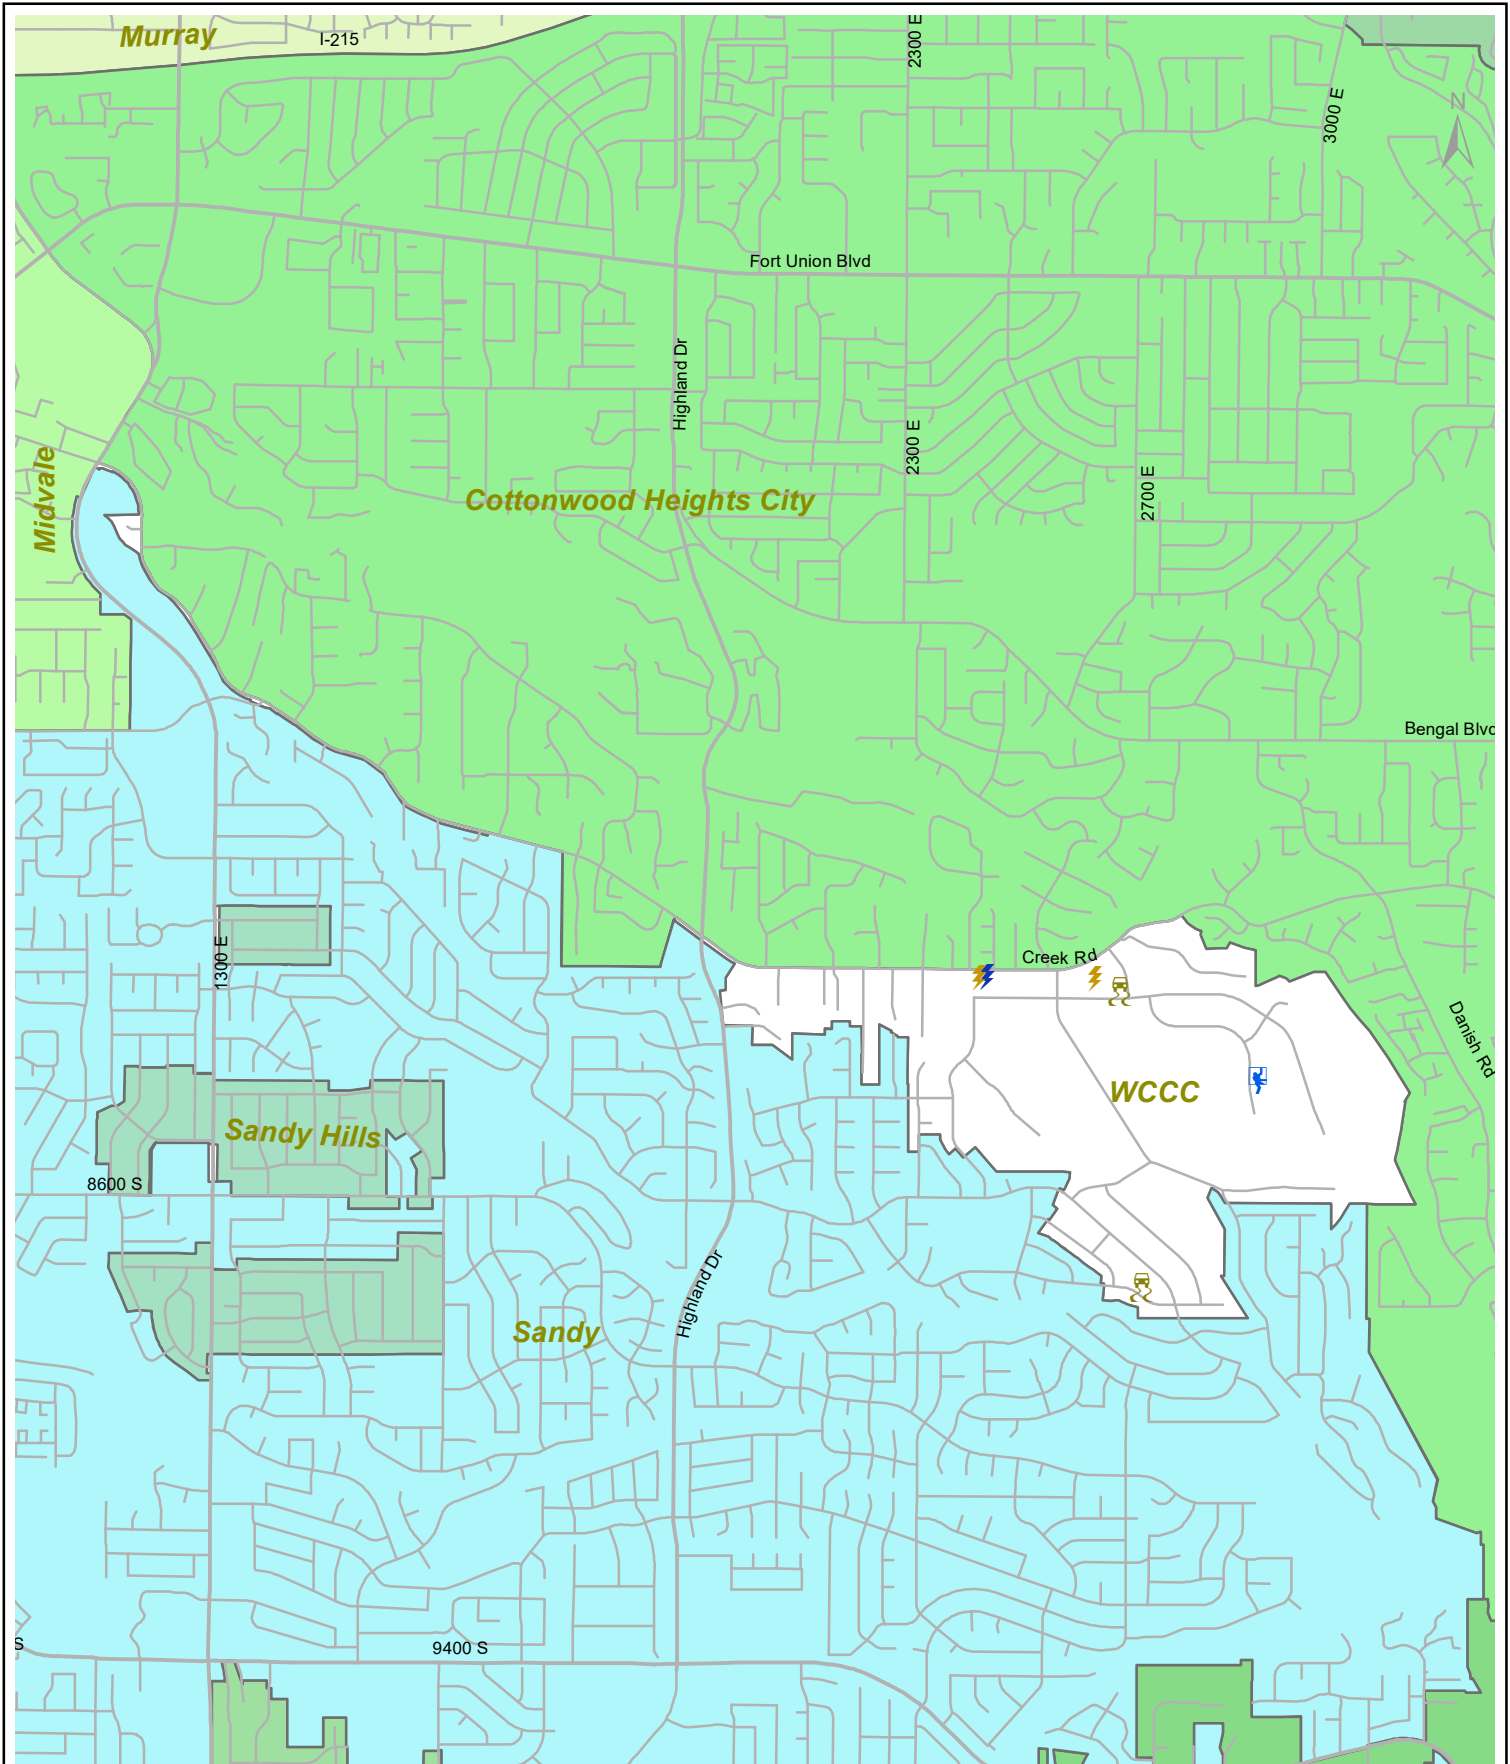 Murray
I-215
2300 E
3000 E
N
Fort Union Blvd
Highland Dr
2300 E
Midvale
2700 E
Cottonwood Heights City
Bengal Blvd
1300 E
Creek Rd
Danish Rd
WCCC
Sandy Hills
8600 S
Highland Dr
Sandy
S
9400 S